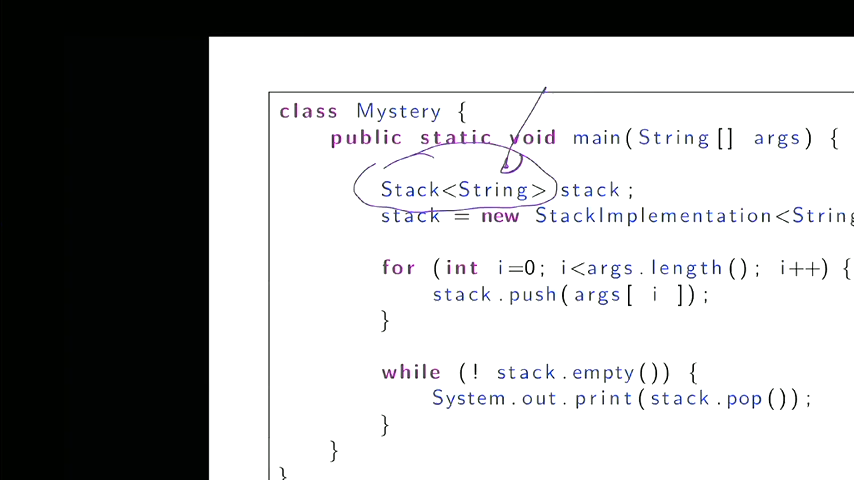 class Mystery {
public static void main(String[] args) {
Stack<String> stack;
stack = new StackImplementation<String
for (int i=0; i<args.length(); i++) {
stack.push(args[ i ]);
}
while (! stack.empty()) {
System.out.print(stack.pop());
}
}
}